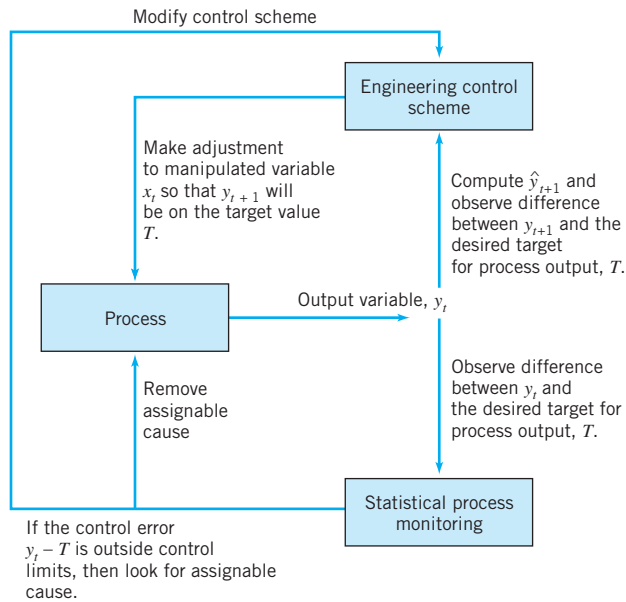 Modify control scheme
Engineering control
scheme
Make adjustment
to manipulated variable
xₜ so that yₜ ₊ ₁ will
be on the target value
T.
Compute ŷₜ₊₁ and
observe difference
between yₜ₊₁ and the
desired target
for process output, T.
Output variable, yₜ
Process
Remove
assignable
cause
Observe difference
between yₜ and
the desired target for
process output, T.
Statistical process
monitoring
If the control error
yₜ – T is outside control
limits, then look for assignable
cause.